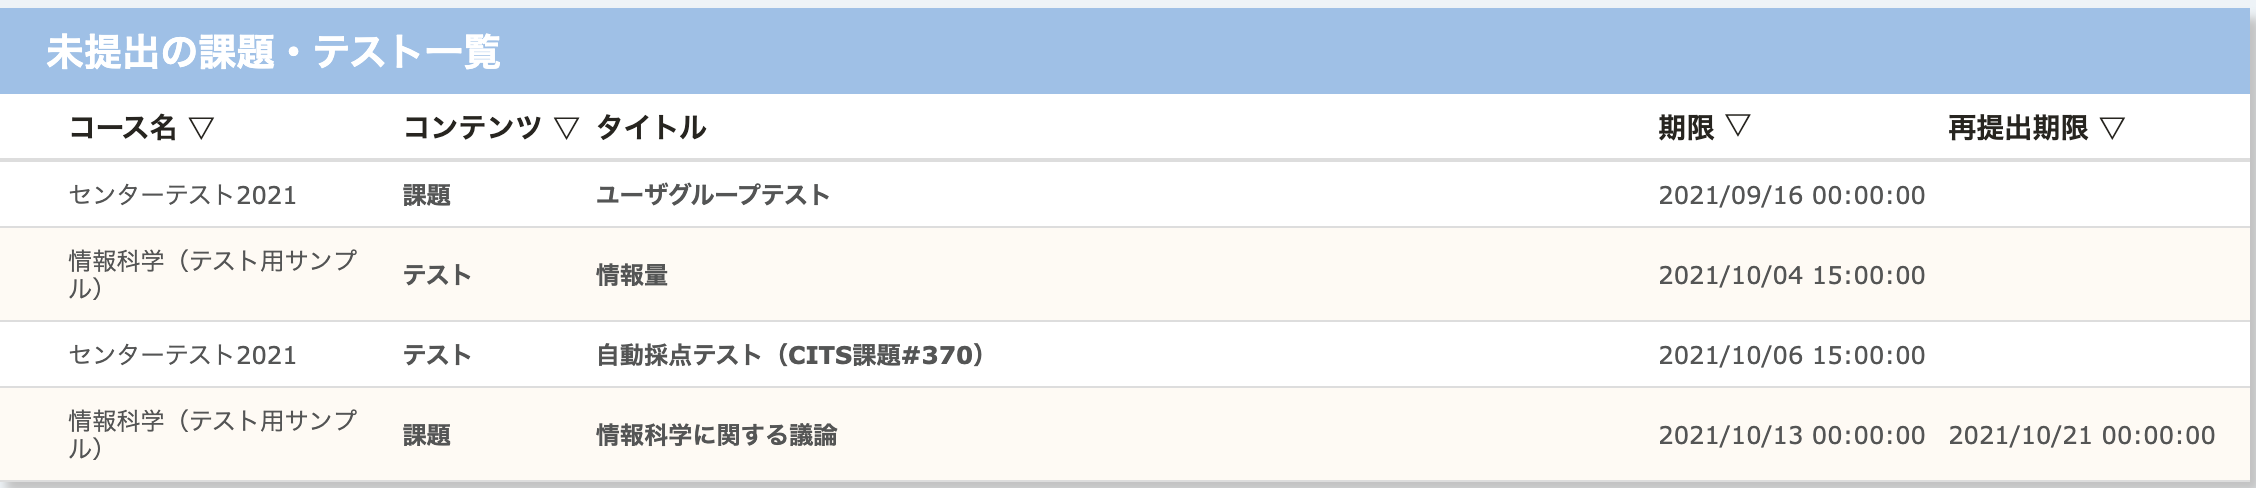 未提出の課題・テスト一覧
コース名 ▽ コンテンツ ▽ タイトル 期限 ▽ 再提出期限 ▽
センターテスト2021 課題 ユーザグループテスト 2021/09/16 00:00:00
情報科学（テスト用サンプ
ル） テスト 情報量 2021/10/04 15:00:00
センターテスト2021 テスト 自動採点テスト（CITS課題#370） 2021/10/06 15:00:00
情報科学（テスト用サンプ
ル） 課題 情報科学に関する議論 2021/10/13 00:00:00 2021/10/21 00:00:00